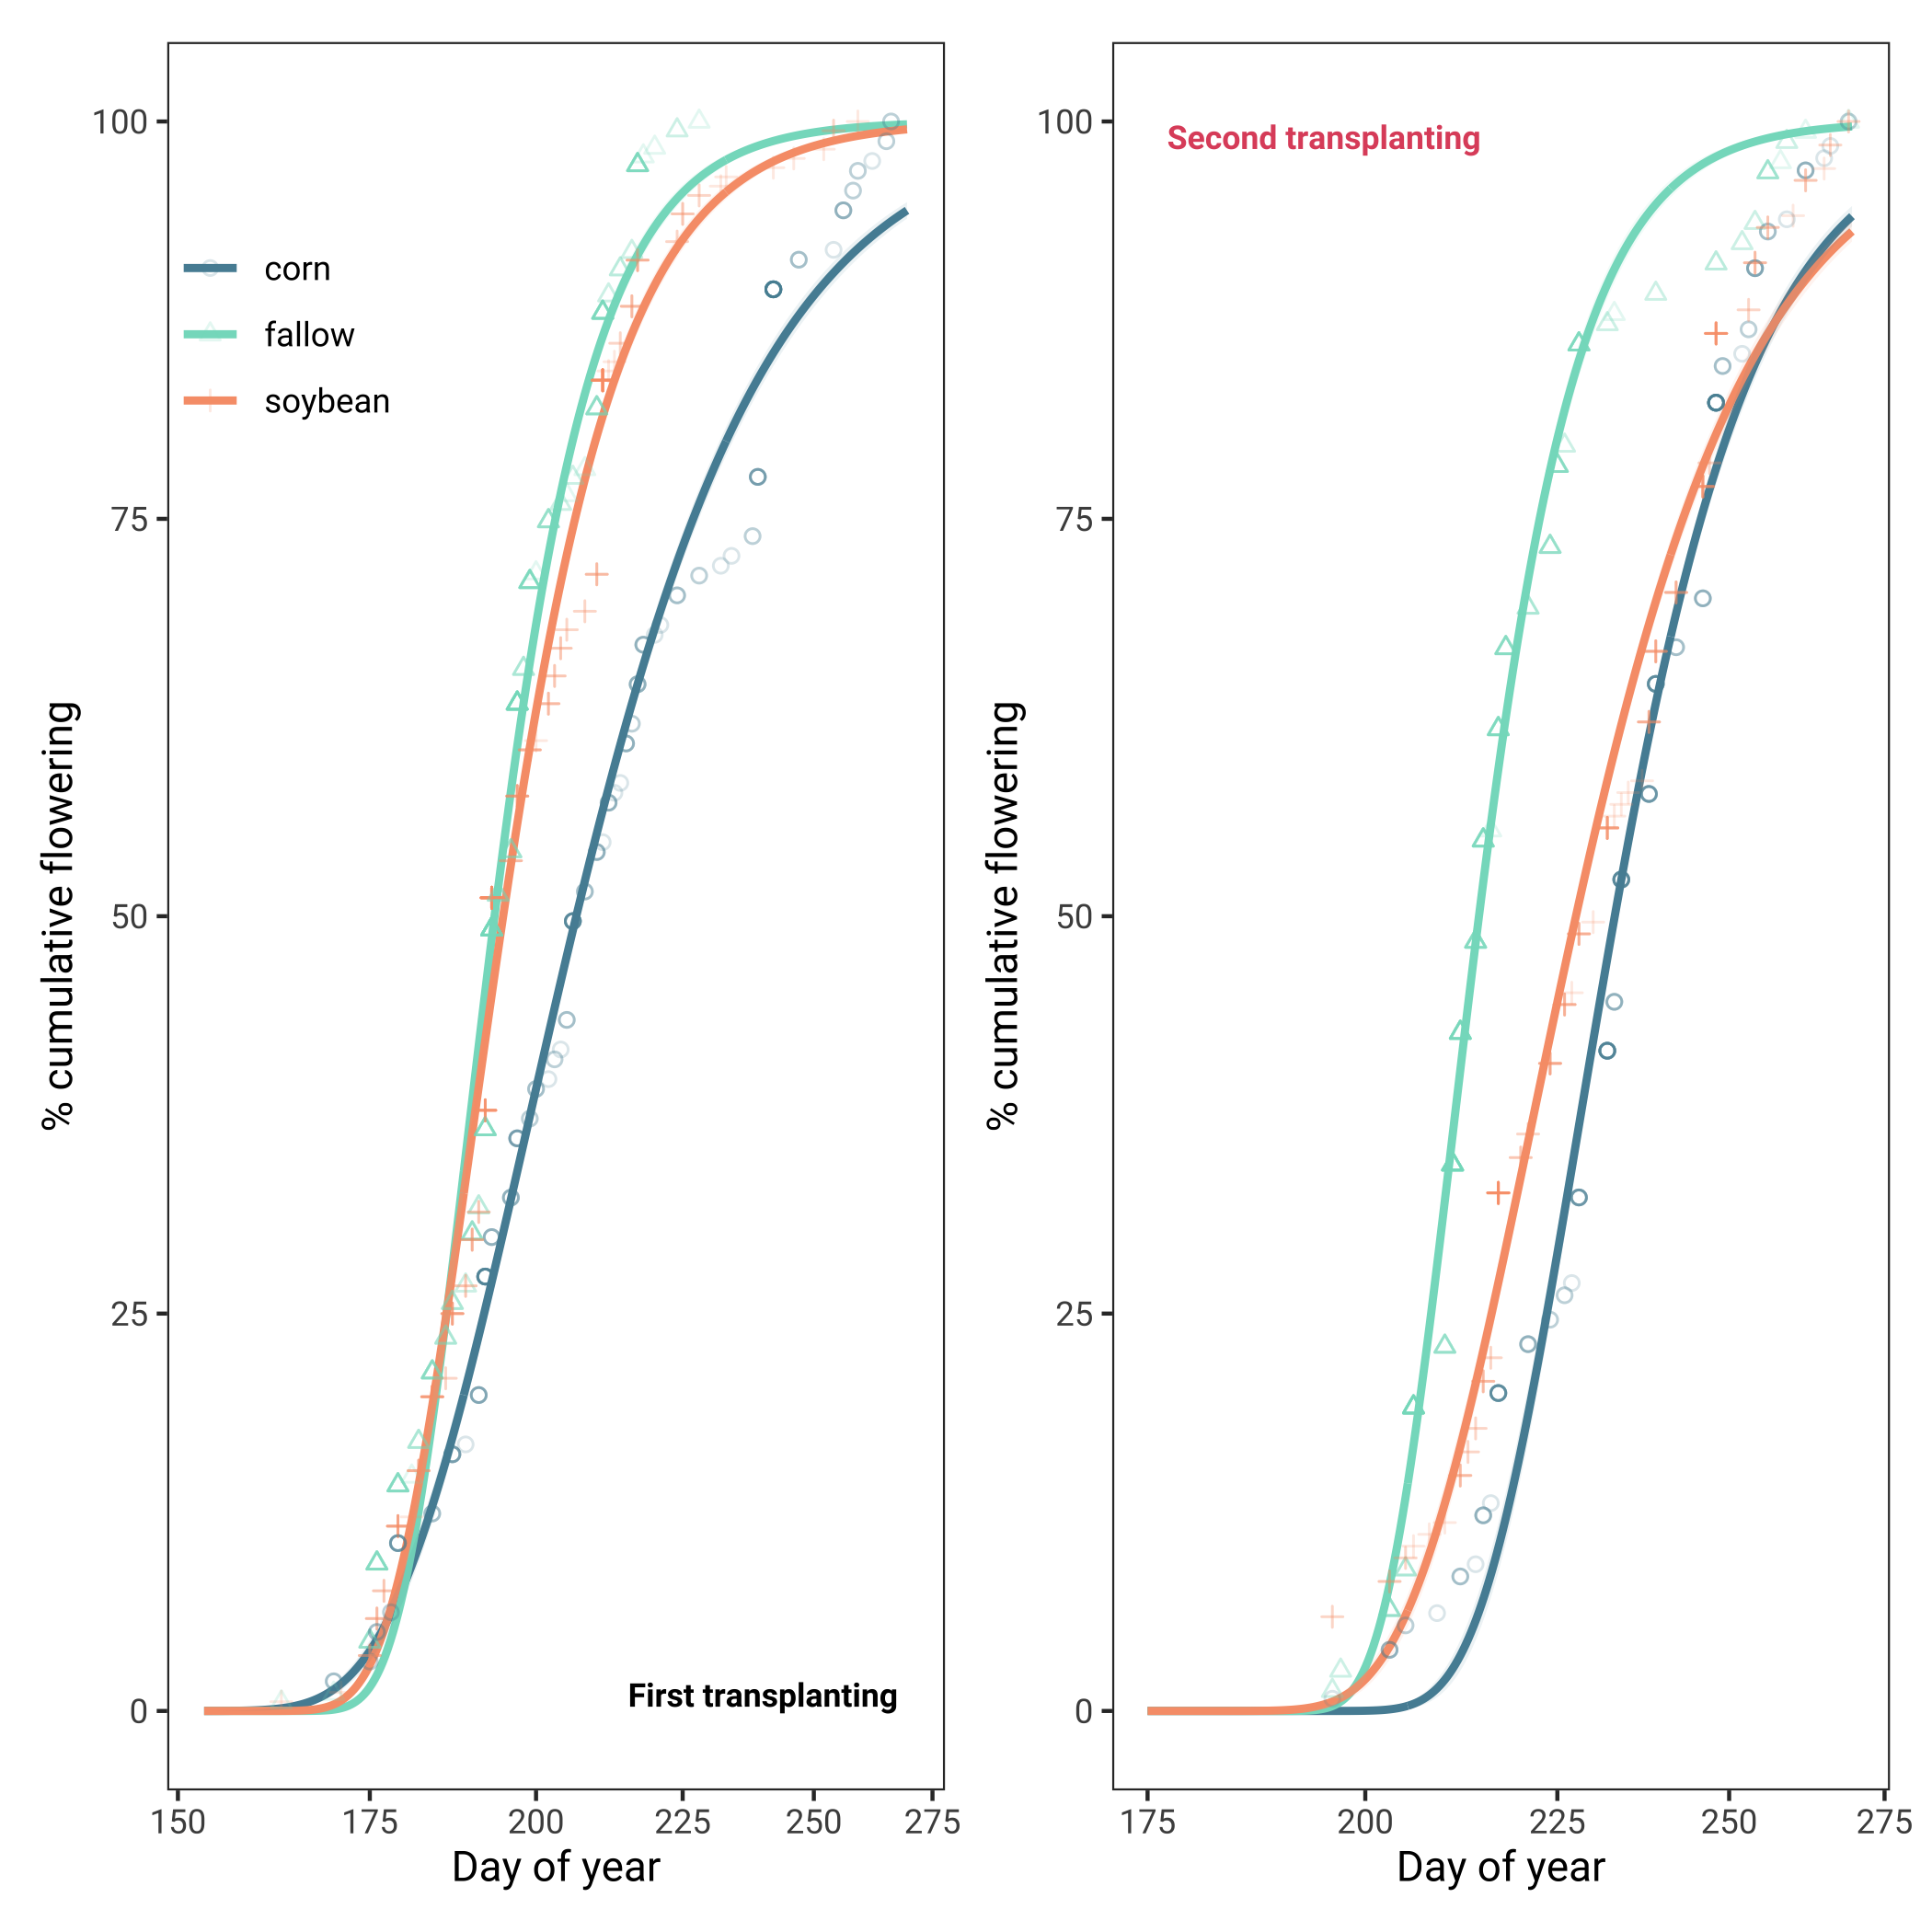 % cumulative flowering
100
75
50
25
0
corn
fallow
soybean
First transplanting
150 175 200 225 250 275
Day of year
% cumulative flowering
100
75
50
25
0
Second transplanting
175 200 225 250 275
Day of year